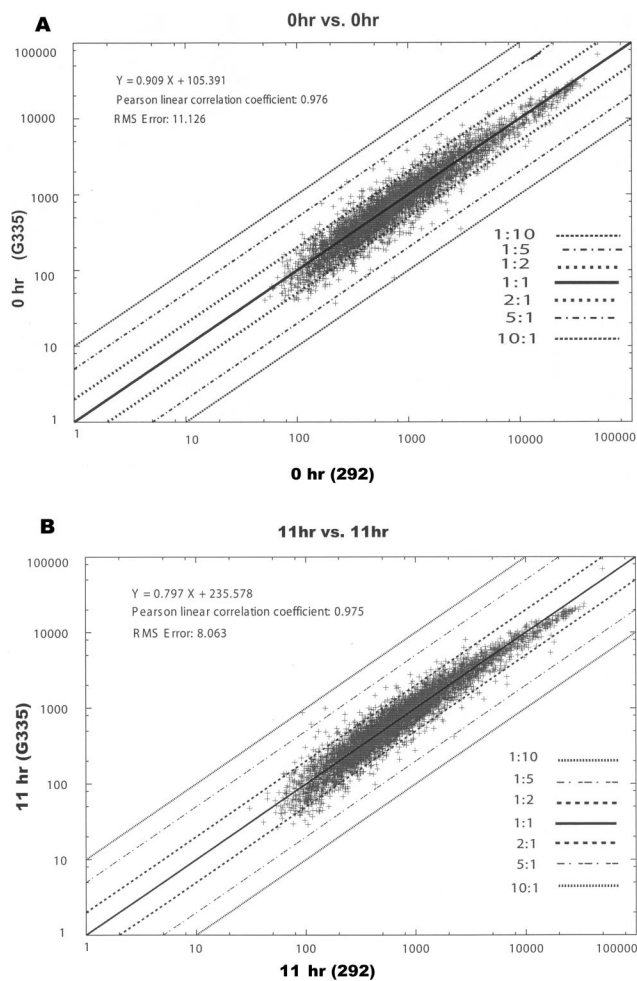 A
0hr vs. 0hr
100000
10000
1000
100
10
1
0 hr (G335)
Y = 0.909 X + 105.391
Pearson linear correlation coefficient: 0.976
RMS Error: 11.126
1:10
1:5
1:2
1:1
2:1
5:1
10:1
1 10 100 1000 10000 100000
0 hr (292)
B
11hr vs. 11hr
100000
10000
1000
100
10
1
11 hr (G335)
Y = 0.797 X + 235.578
Pearson linear correlation coefficient: 0.975
RMS Error: 8.063
1:10
1:5
1:2
1:1
2:1
5:1
10:1
1 10 100 1000 10000 100000
11 hr (292)